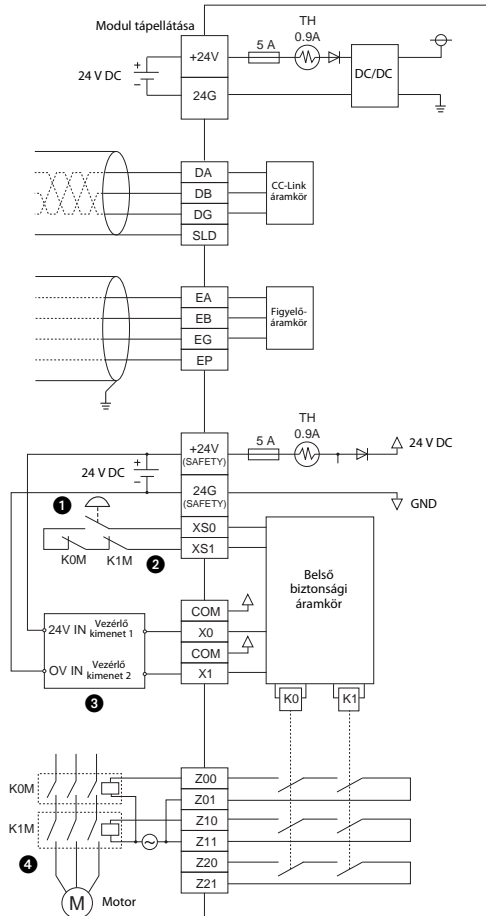 Modul tápellátása
TH
0.9A
5 A
+24V
24 V DC
+
−
24G
DC/DC
DA
DB
DG
SLD
CC-Link
áramkör
EA
EB
EG
EP
Figyelő-
áramkör
TH
0.9A
5 A
+24V
(SAFETY)
24 V DC
24 V DC
+
−
24G
(SAFETY)
GND
1
XS0
XS1
K0M
K1M
2
Belső
biztonsági
áramkör
COM
X0
COM
X1
24V IN
Vezérlő
kimenet 1
OV IN
Vezérlő
kimenet 2
3
K0
K1
K0M
K1M
Z00
Z01
Z10
Z11
Z20
Z21
4
M
Motor